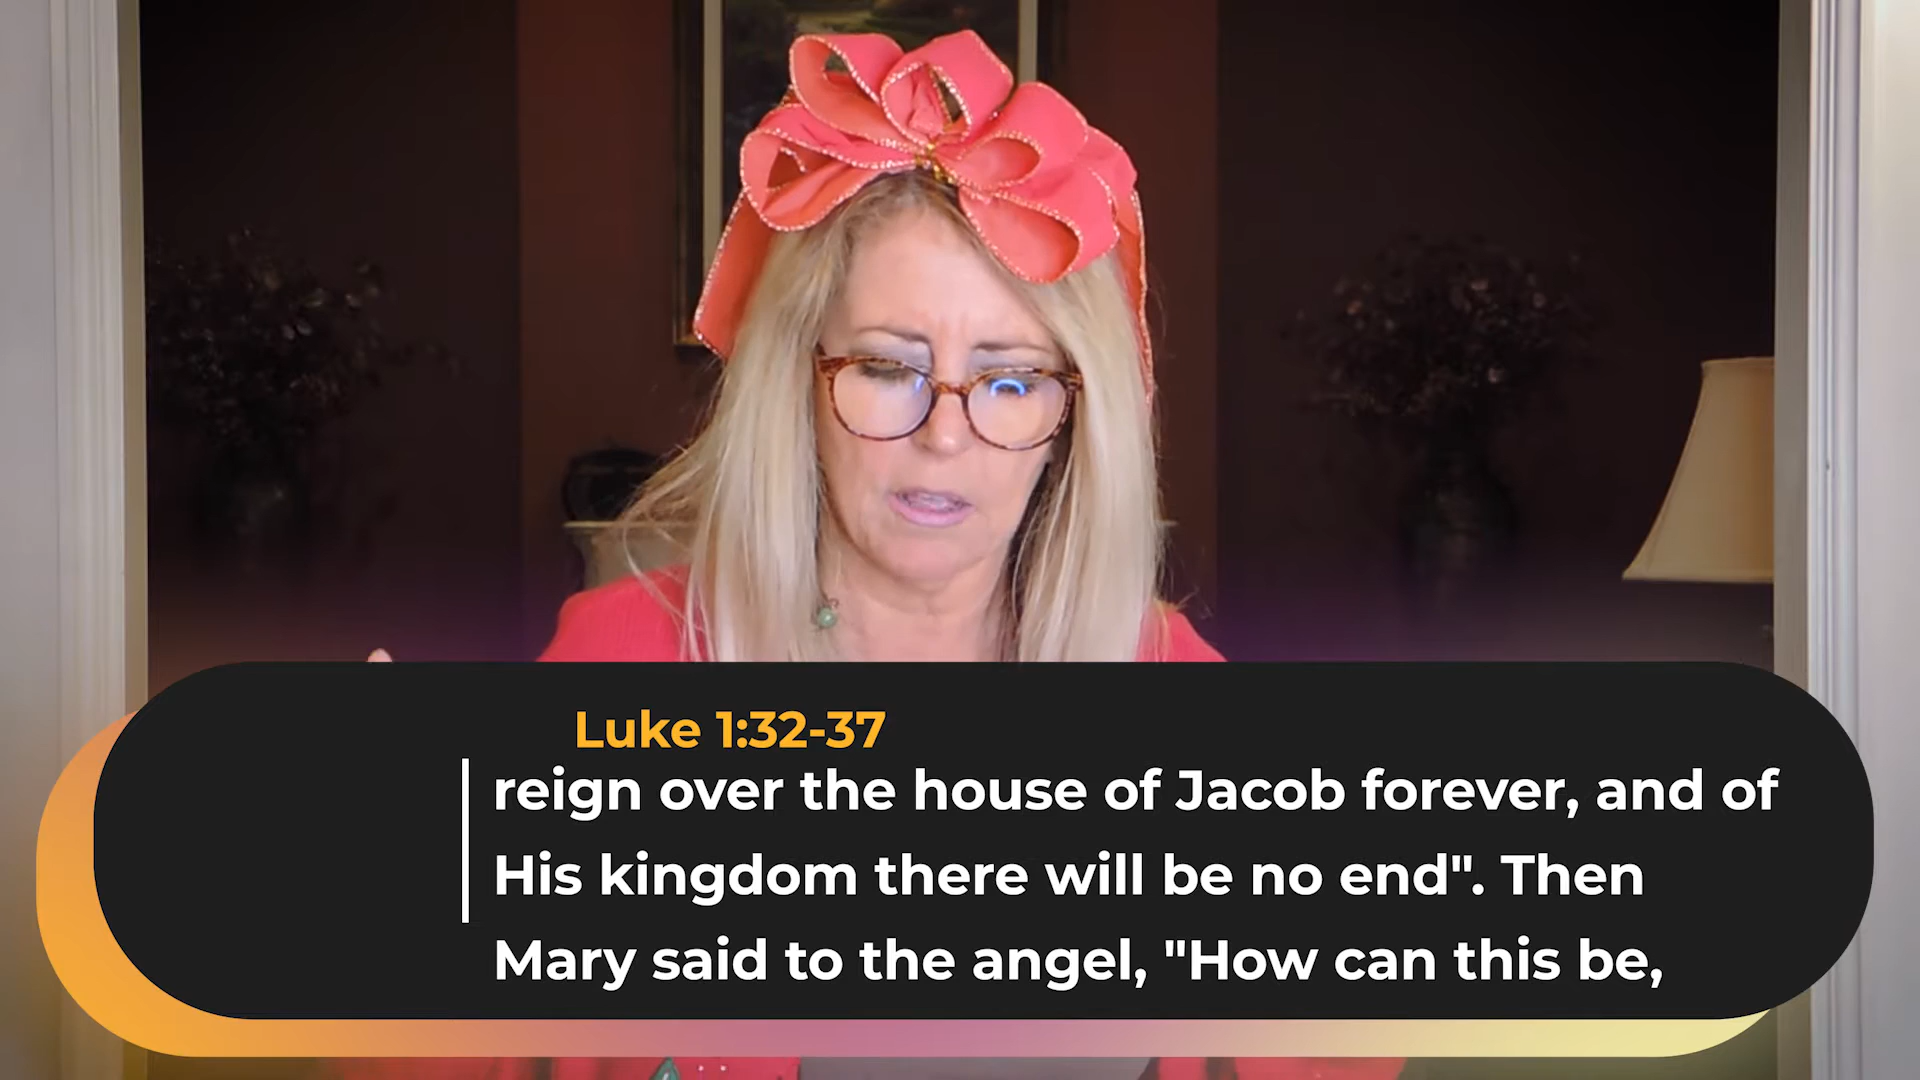 Luke 1:32-37
reign over the house of Jacob forever, and of
His kingdom there will be no end". Then
Mary said to the angel, "How can this be,